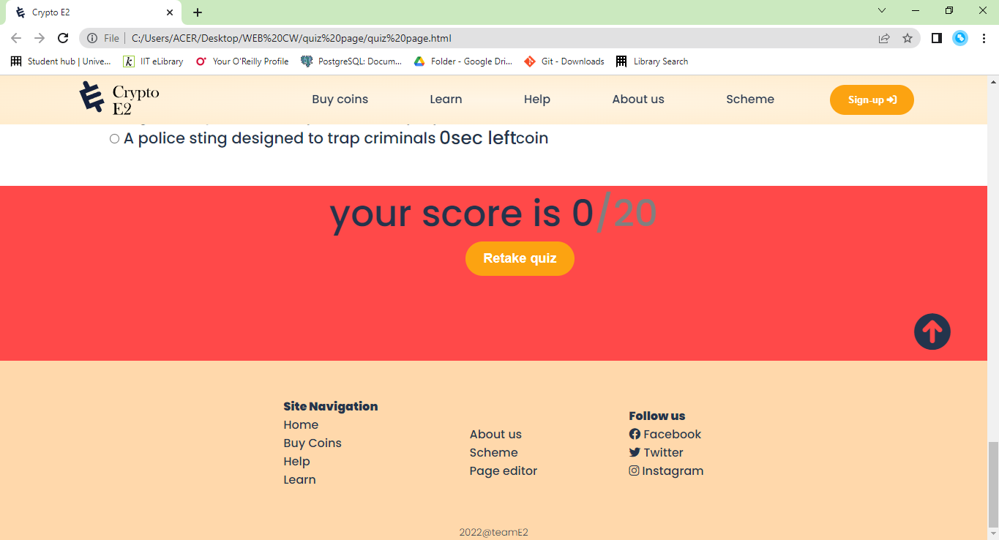 Crypto E2
File
C:/Users/ACER/Desktop/WEB%20CW/quiz%20page/quiz%20page.html
Student hub | Unive...
IIT eLibrary
Your O'Reilly Profile
PostgreSQL: Docum...
Folder - Google Dri...
Git - Downloads
Library Search
Crypto
E2
Buy coins
Learn
Help
About us
Scheme
Sign-up
A police sting designed to trap criminals 0sec left coin
your score is 0/20
Retake quiz
Site Navigation
Home
Buy Coins
Help
Learn
About us
Scheme
Page editor
Follow us
Facebook
Twitter
Instagram
2022@teamE2